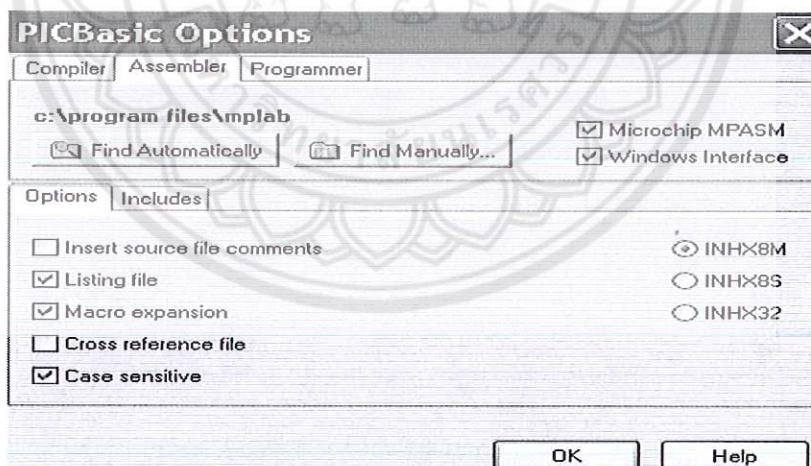 PICBasic Options
Compiler Assembler Programmer
c:\program files\mplab
Find Automatically Find Manually...
Microchip MPASM
Windows Interface
Options Includes
Insert source file comments
Listing file
Macro expansion
Cross reference file
Case sensitive
INHX8M
INHX8S
INHX32
OK Help